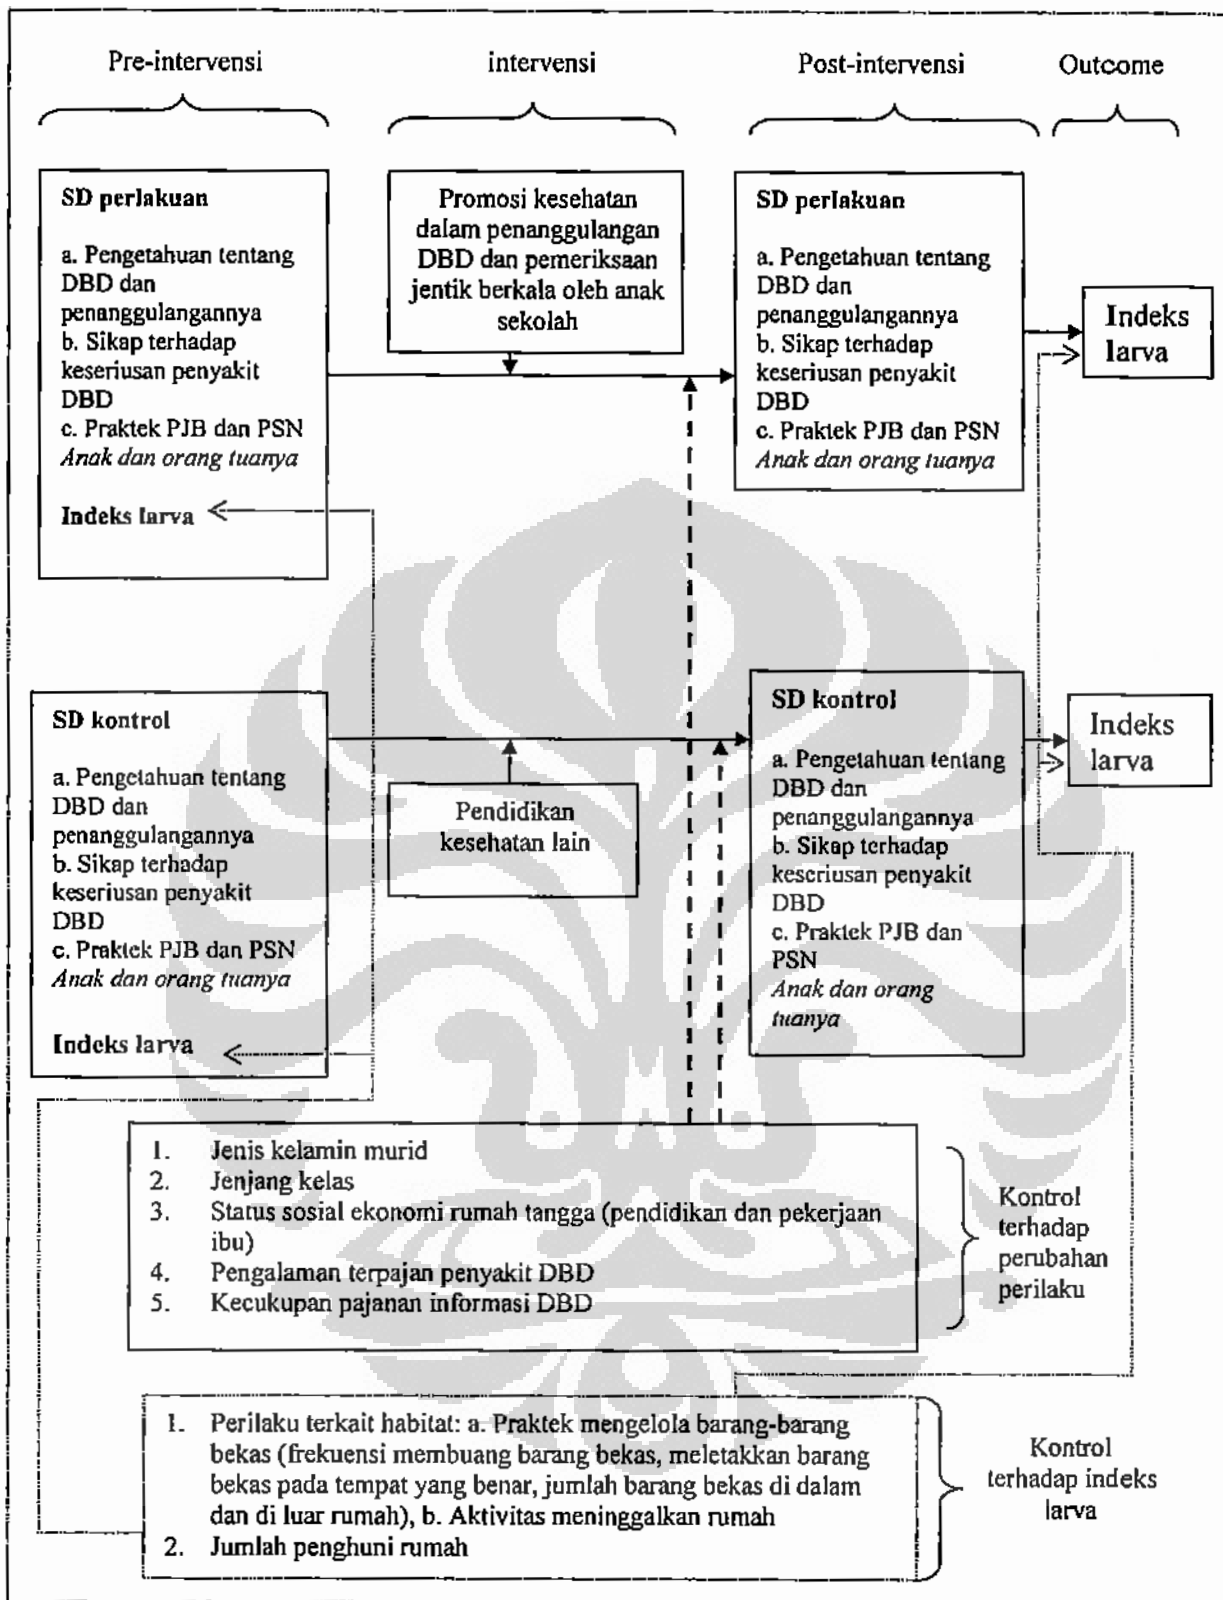 Pre-intervensi
intervensi
Post-intervensi
Outcome
SD perlakuan
a. Pengetahuan tentang
DBD dan
penanggulangannya
b. Sikap terhadap
keseriusan penyakit
DBD
c. Praktek PJB dan PSN
Anak dan orang tuanya
Indeks larva
Promosi kesehatan
dalam penanggulangan
DBD dan pemeriksaan
jentik berkala oleh anak
sekolah
SD perlakuan
a. Pengetahuan tentang
DBD dan
penanggulangannya
b. Sikap terhadap
keseriusan penyakit
DBD
c. Praktek PJB dan PSN
Anak dan orang tuanya
Indeks
larva
SD kontrol
a. Pengetahuan tentang
DBD dan
penanggulangannya
b. Sikap terhadap
keseriusan penyakit
DBD
c. Praktek PJB dan PSN
Anak dan orang tuanya
Indeks larva
Pendidikan
kesehatan lain
SD kontrol
a. Pengetahuan tentang
DBD dan
penanggulangannya
b. Sikap terhadap
keseriusan penyakit
DBD
c. Praktek PJB dan
PSN
Anak dan orang
tuanya
Indeks
larva
1. Jenis kelamin murid
2. Jenjang kelas
3. Status sosial ekonomi rumah tangga (pendidikan dan pekerjaan
ibu)
4. Pengalaman terpajan penyakit DBD
5. Kecukupan pajanan informasi DBD
Kontrol
terhadap
perubahan
perilaku
1. Perilaku terkait habitat: a. Praktek mengelola barang-barang
bekas (frekuensi membuang barang bekas, meletakkan barang
bekas pada tempat yang benar, jumlah barang bekas di dalam
dan di luar rumah), b. Aktivitas meninggalkan rumah
2. Jumlah penghuni rumah
Kontrol
terhadap indeks
larva